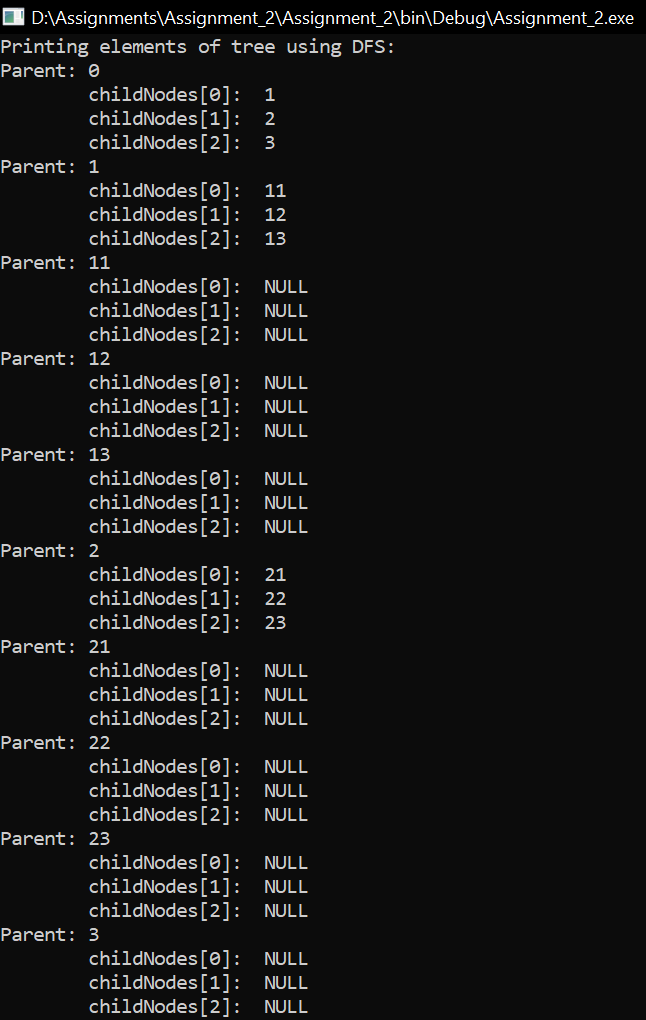 D:\Assignments\Assignment_2\Assignment_2\bin\Debug\Assignment_2.exe
Printing elements of tree using DFS:
Parent: 0
childNodes[0]: 1
childNodes[1]: 2
childNodes[2]: 3
Parent: 1
childNodes[0]: 11
childNodes[1]: 12
childNodes[2]: 13
Parent: 11
childNodes[0]: NULL
childNodes[1]: NULL
childNodes[2]: NULL
Parent: 12
childNodes[0]: NULL
childNodes[1]: NULL
childNodes[2]: NULL
Parent: 13
childNodes[0]: NULL
childNodes[1]: NULL
childNodes[2]: NULL
Parent: 2
childNodes[0]: 21
childNodes[1]: 22
childNodes[2]: 23
Parent: 21
childNodes[0]: NULL
childNodes[1]: NULL
childNodes[2]: NULL
Parent: 22
childNodes[0]: NULL
childNodes[1]: NULL
childNodes[2]: NULL
Parent: 23
childNodes[0]: NULL
childNodes[1]: NULL
childNodes[2]: NULL
Parent: 3
childNodes[0]: NULL
childNodes[1]: NULL
childNodes[2]: NULL